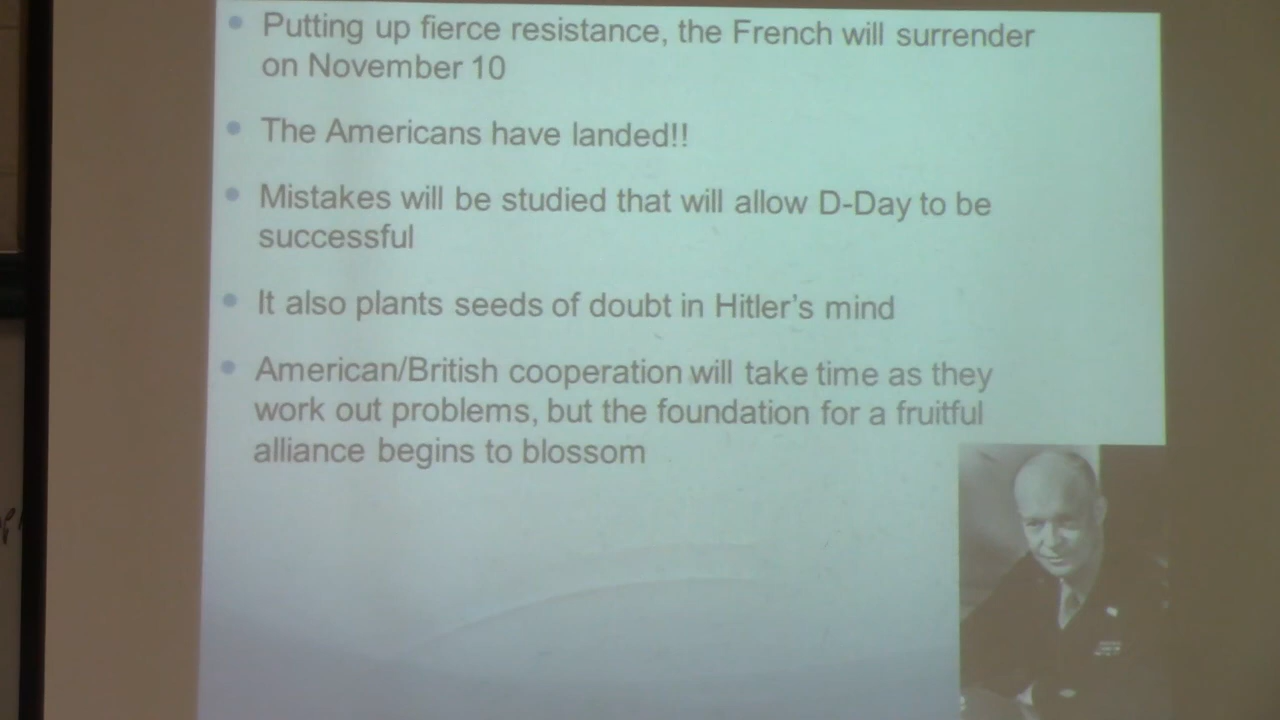 Putting up fierce resistance, the French will surrender
on November 10
The Americans have landed!!
Mistakes will be studied that will allow D-Day to be
successful
It also plants seeds of doubt in Hitler's mind
American/British cooperation will take time as they
work out problems, but the foundation for a fruitful
alliance begins to blossom